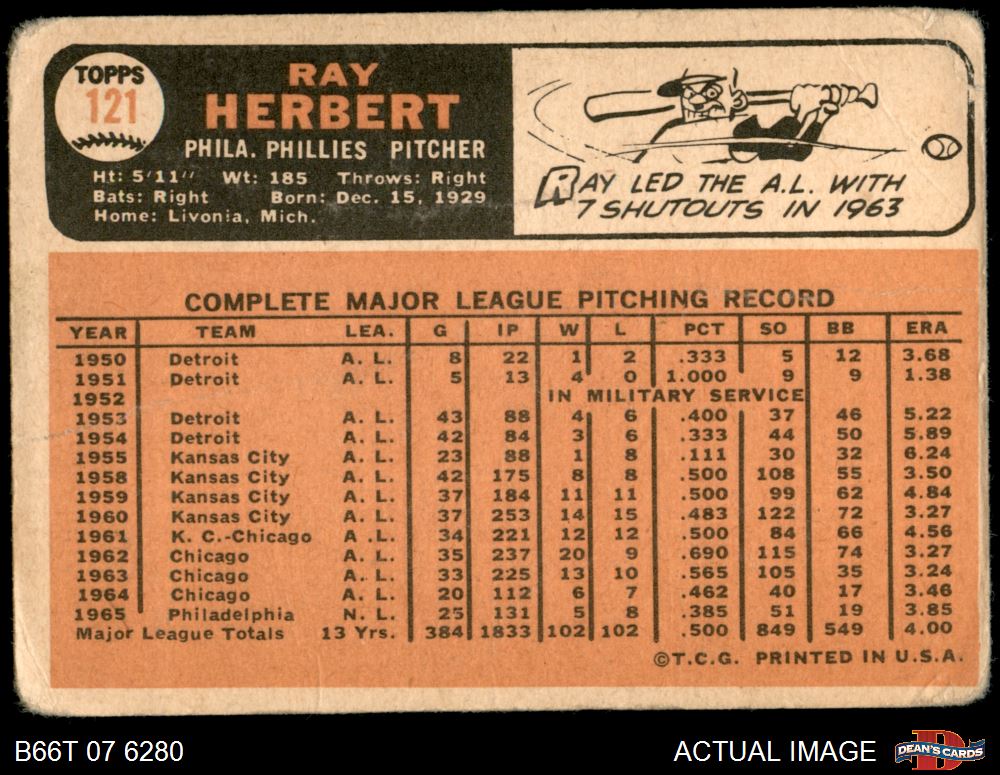 TOPPS
121
RAY
HERBERT
PHILA. PHILLIES PITCHER
Ht: 5'11" Wt: 185 Throws: Right
Bats: Right Born: Dec. 15, 1929
Home: Livonia, Mich.
RAY LED THE A.L. WITH
7 SHUTOUTS IN 1963
COMPLETE MAJOR LEAGUE PITCHING RECORD
YEAR TEAM LEA. G IP W L PCT SO BB ERA
1950 Detroit A. L. 8 22 1 2 .333 5 12 3.68
1951 Detroit A. L. 5 13 4 0 1.000 9 9 1.38
1952 IN MILITARY SERVICE
1953 Detroit A. L. 43 88 4 6 .400 37 46 5.22
1954 Detroit A. L. 42 84 3 6 .333 44 50 5.89
1955 Kansas City A. L. 23 88 1 8 .111 30 32 6.24
1958 Kansas City A. L. 42 175 8 8 .500 108 55 3.50
1959 Kansas City A. L. 37 184 11 11 .500 99 62 4.84
1960 Kansas City A. L. 37 253 14 15 .483 122 72 3.27
1961 K. C.-Chicago A .L. 34 221 12 12 .500 84 66 4.56
1962 Chicago A. L. 35 237 20 9 .690 115 74 3.27
1963 Chicago A. L. 33 225 13 10 .565 105 35 3.24
1964 Chicago A. L. 20 112 6 7 .462 40 17 3.46
1965 Philadelphia N. L. 25 131 5 8 .385 51 19 3.85
Major League Totals 13 Yrs. 384 1833 102 102 .500 849 549 4.00
©T.C.G. PRINTED IN U.S.A.
B66T 07 6280
ACTUAL IMAGE
DEAN'S CARDS